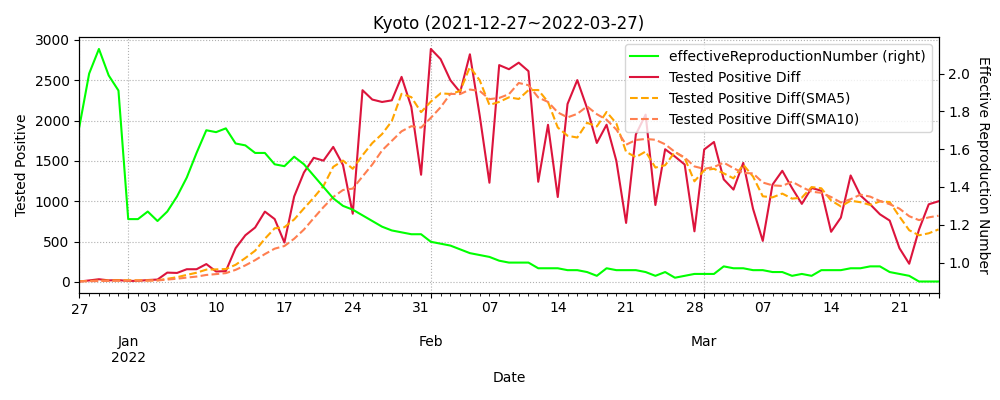 Kyoto (2021-12-27~2022-03-27)
effectiveReproductionNumber (right)
Tested Positive Diff
Tested Positive Diff(SMA5)
Tested Positive Diff(SMA10)
Tested Positive
3000
2500
2000
1500
1000
500
0
Effective Reproduction Number
2.0
1.8
1.6
1.4
1.2
1.0
27 03 10 17 24 31 07 14 21 28 07 14 21
Jan Feb Mar
2022
Date